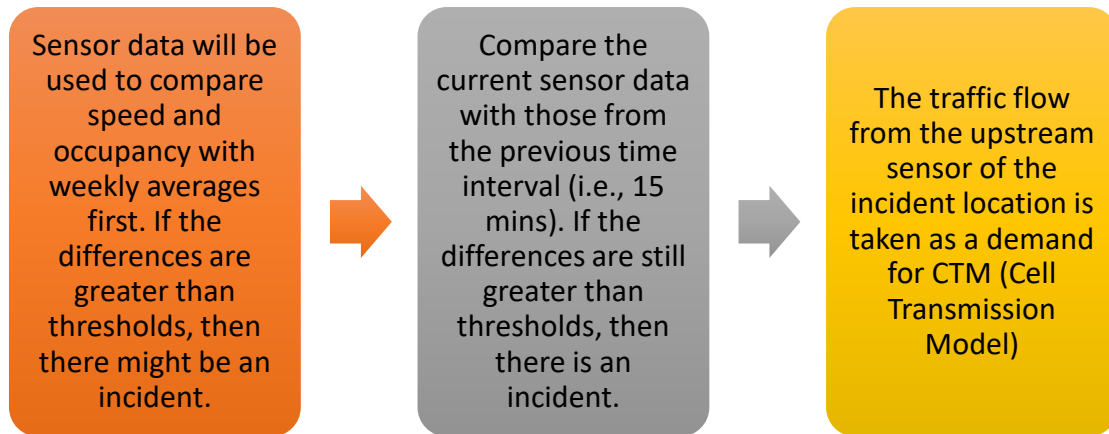 Sensor data will be
used to compare
speed and
occupancy with
weekly averages
first. If the
differences are
greater than
thresholds, then
there might be an
incident.
Compare the
current sensor data
with those from
the previous time
interval (i.e., 15
mins). If the
differences are still
greater than
thresholds, then
there is an
incident.
The traffic flow
from the upstream
sensor of the
incident location is
taken as a demand
for CTM (Cell
Transmission
Model)